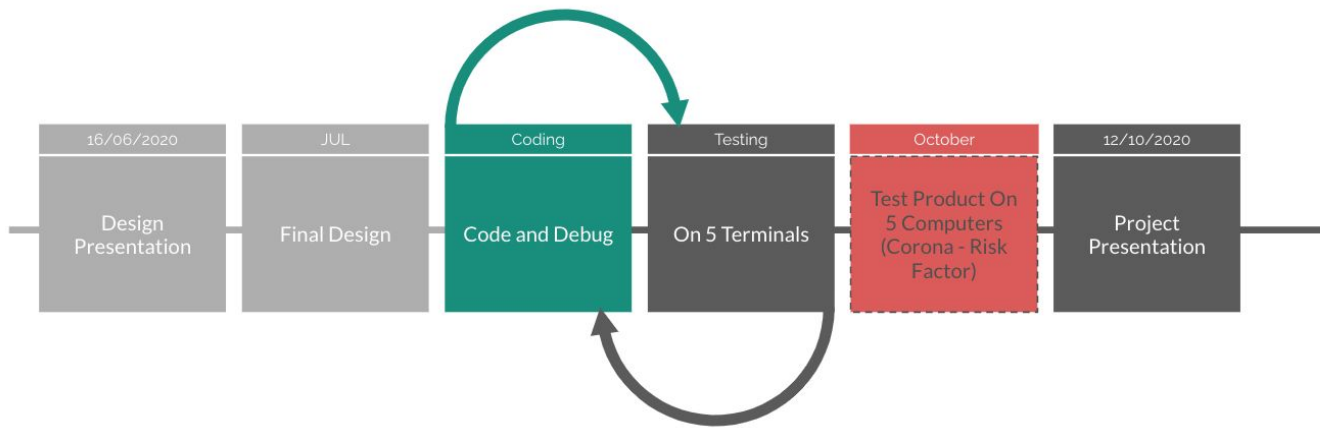 16/06/2020
Design
Presentation
JUL
Final Design
Coding
Code and Debug
Testing
On 5 Terminals
October
Test Product On
5 Computers
(Corona - Risk
Factor)
12/10/2020
Project
Presentation